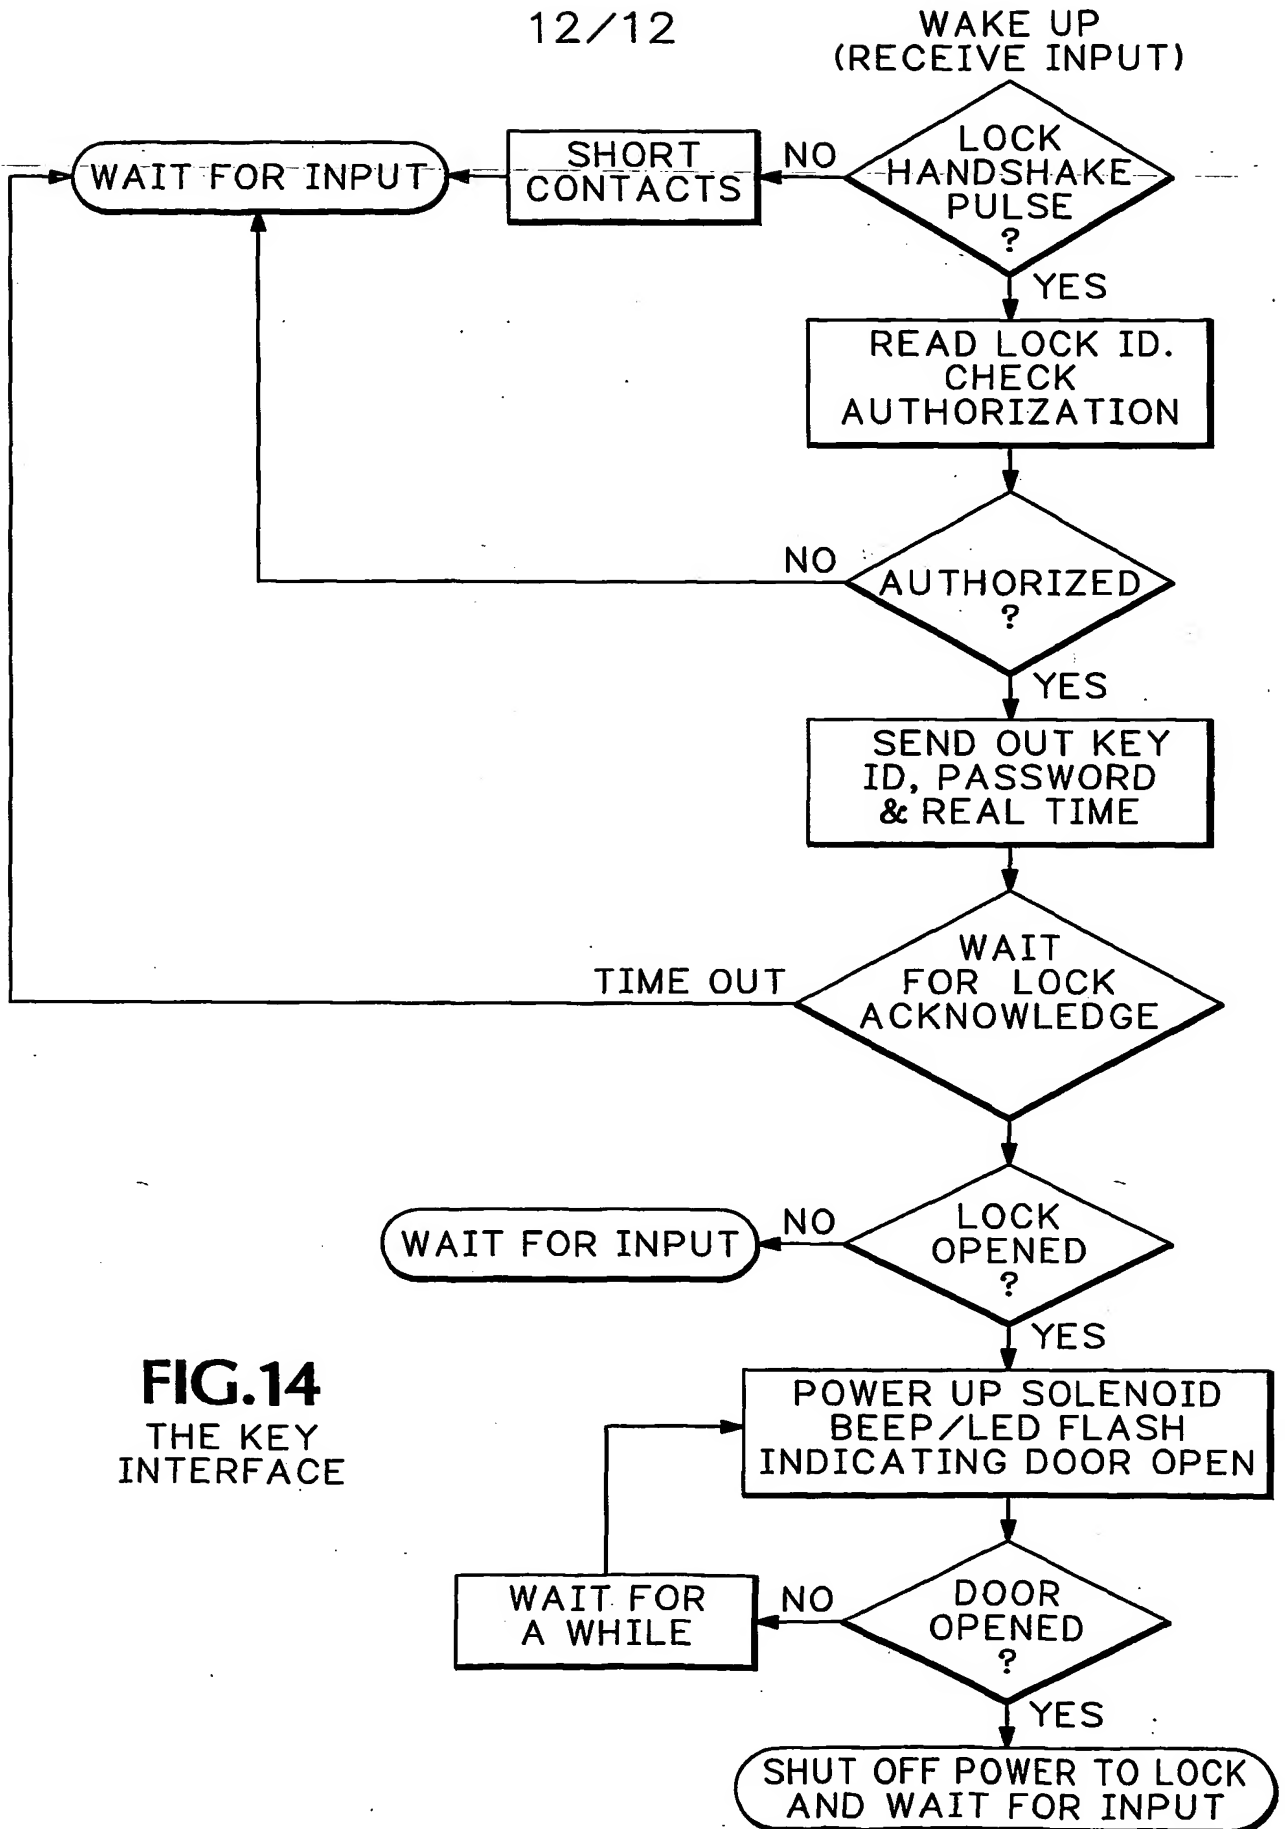 12/12
WAKE UP
(RECEIVE INPUT)
LOCK
HANDSHAKE
PULSE
?
NO
SHORT
CONTACTS
WAIT FOR INPUT
YES
READ LOCK ID.
CHECK
AUTHORIZATION
AUTHORIZED
?
NO
YES
SEND OUT KEY
ID, PASSWORD
& REAL TIME
WAIT
FOR LOCK
ACKNOWLEDGE
TIME OUT
LOCK
OPENED
?
NO
WAIT FOR INPUT
YES
POWER UP SOLENOID
BEEP/LED FLASH
INDICATING DOOR OPEN
DOOR
OPENED
?
NO
WAIT FOR
A WHILE
YES
SHUT OFF POWER TO LOCK
AND WAIT FOR INPUT
FIG.14
THE KEY
INTERFACE